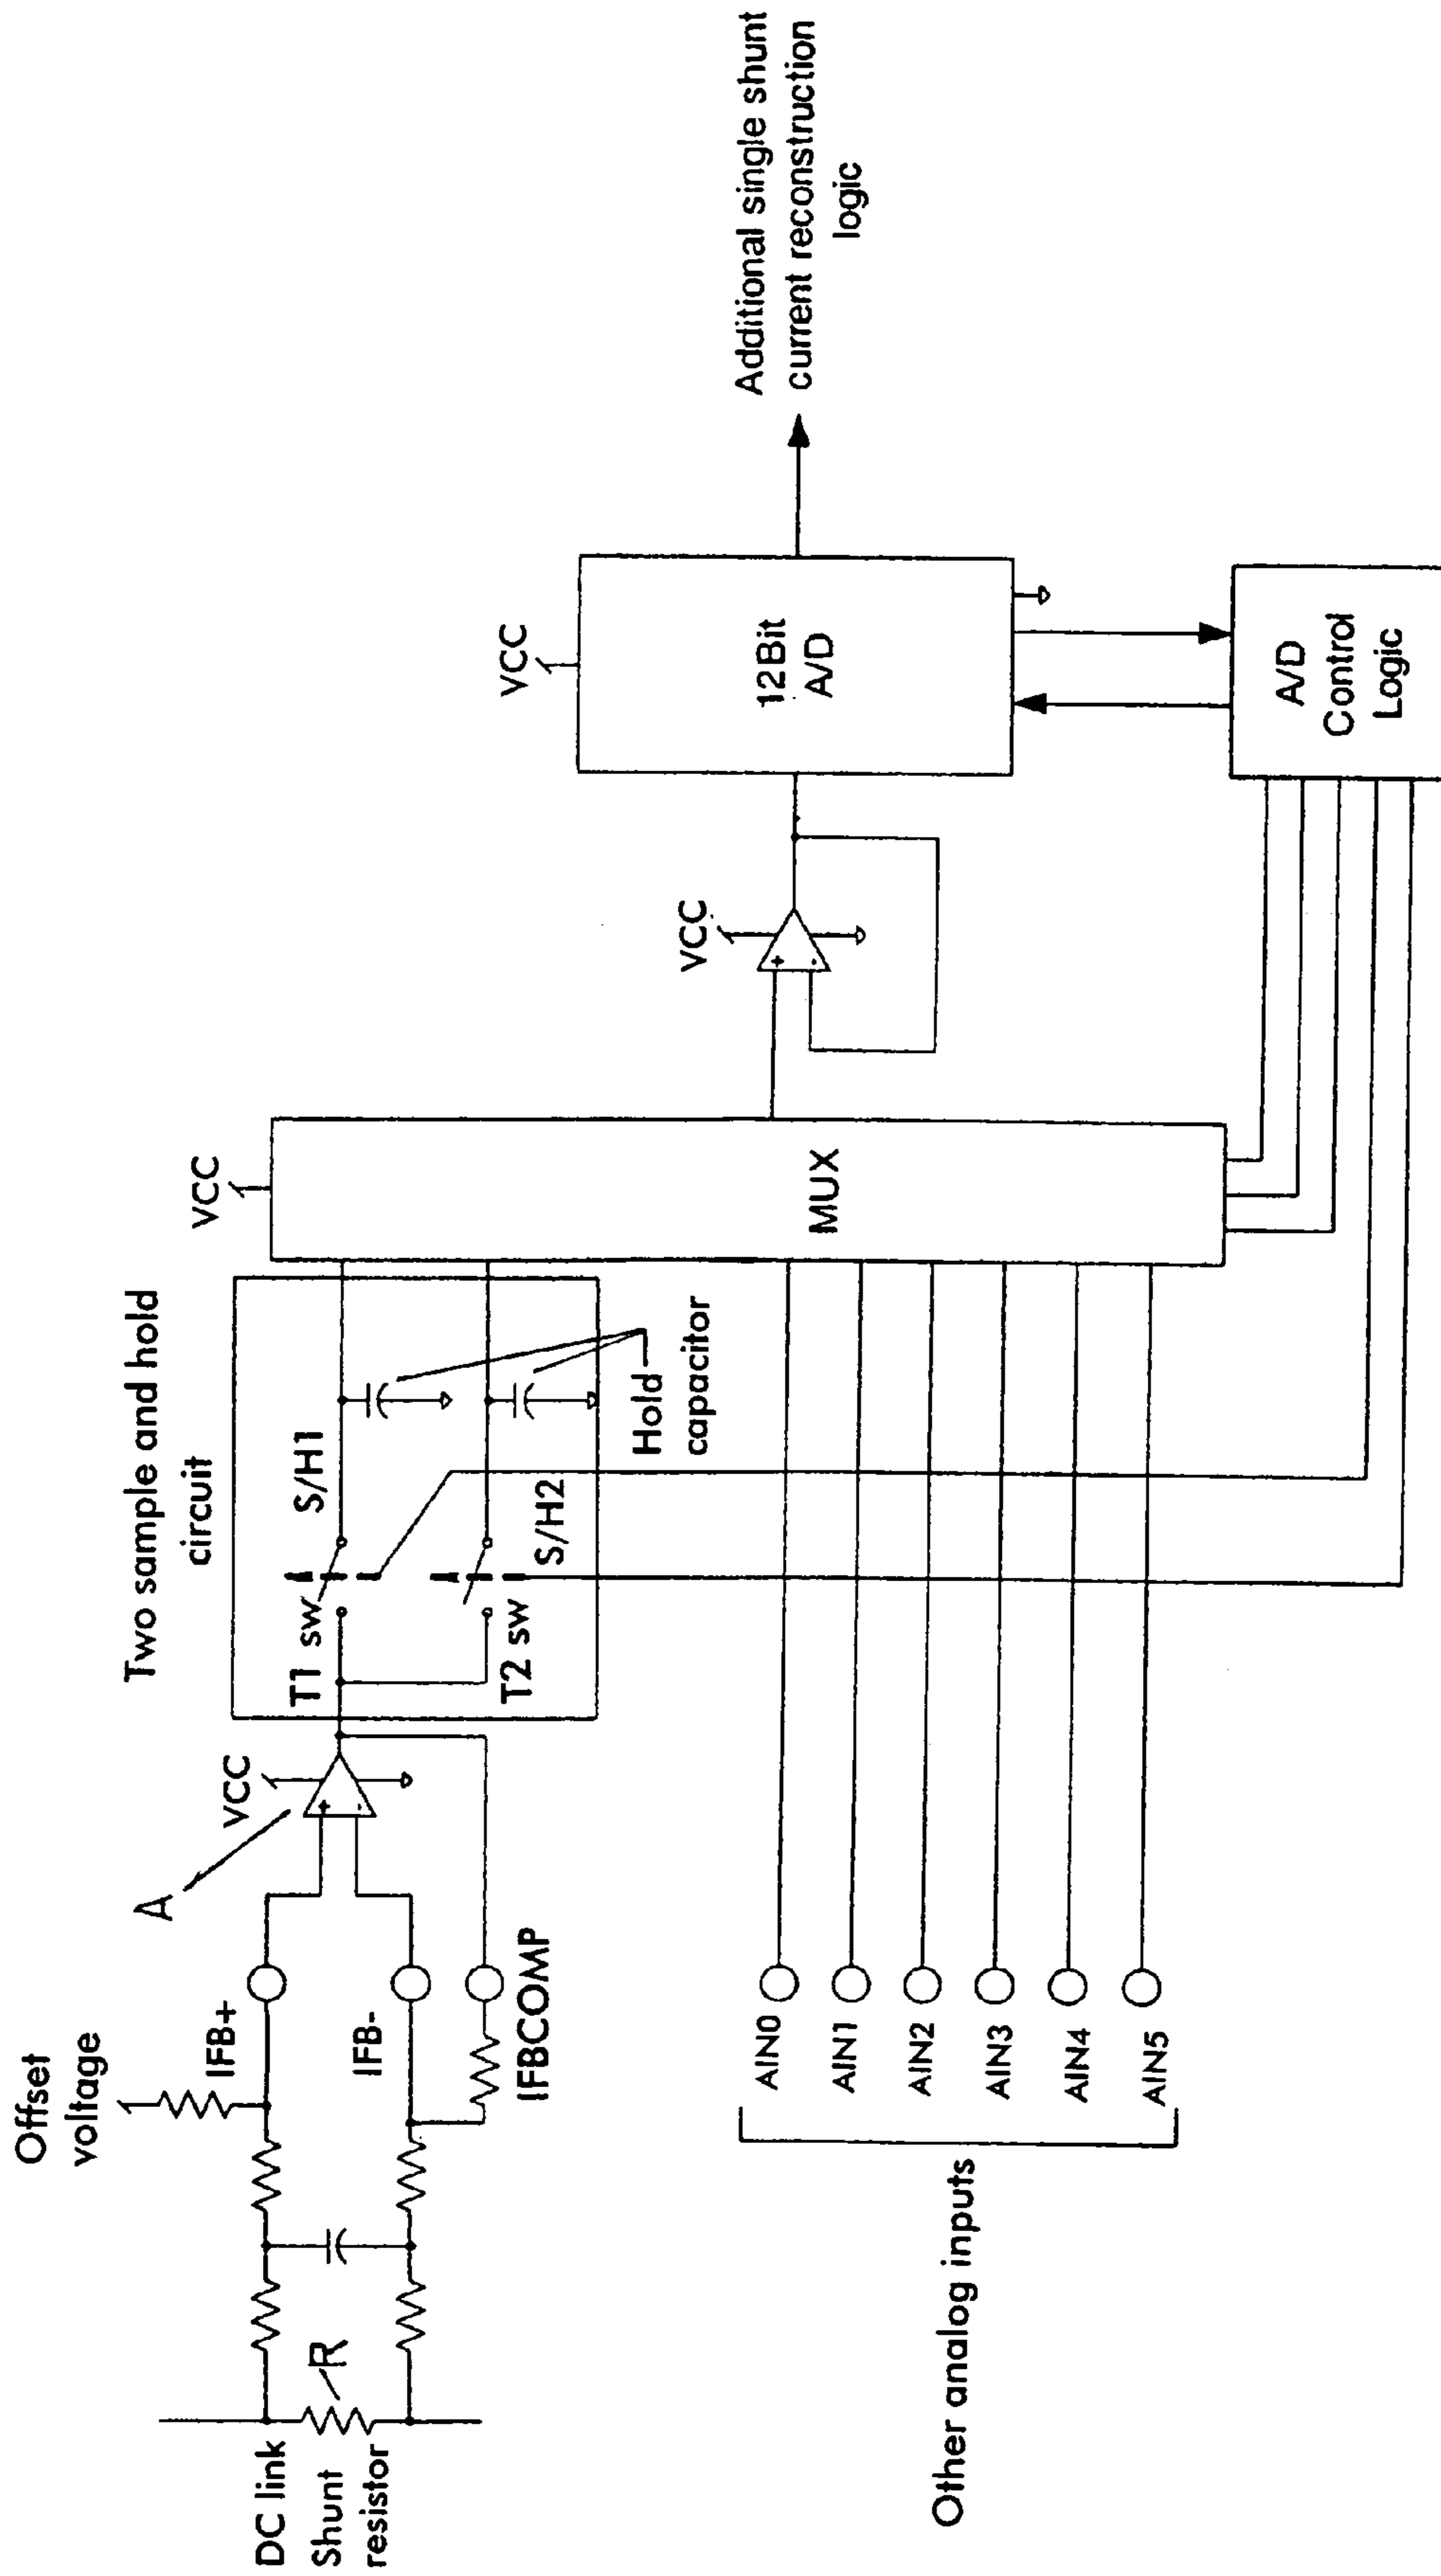 Two sample and hold
circuit
Offset
voltage
A
VCC
T1 sw
S/H1
VCC
IFB+
DC link
Shunt
resistor
R
IFB-
T2 sw
S/H2
IFBCOMP
Hold
capacitor
MUX
VCC
VCC
12Bit
A/D
Additional single shunt
current reconstruction
logic
AIN0
AIN1
AIN2
AIN3
AIN4
AIN5
Other analog inputs
A/D
Control
Logic
+
-
+
-